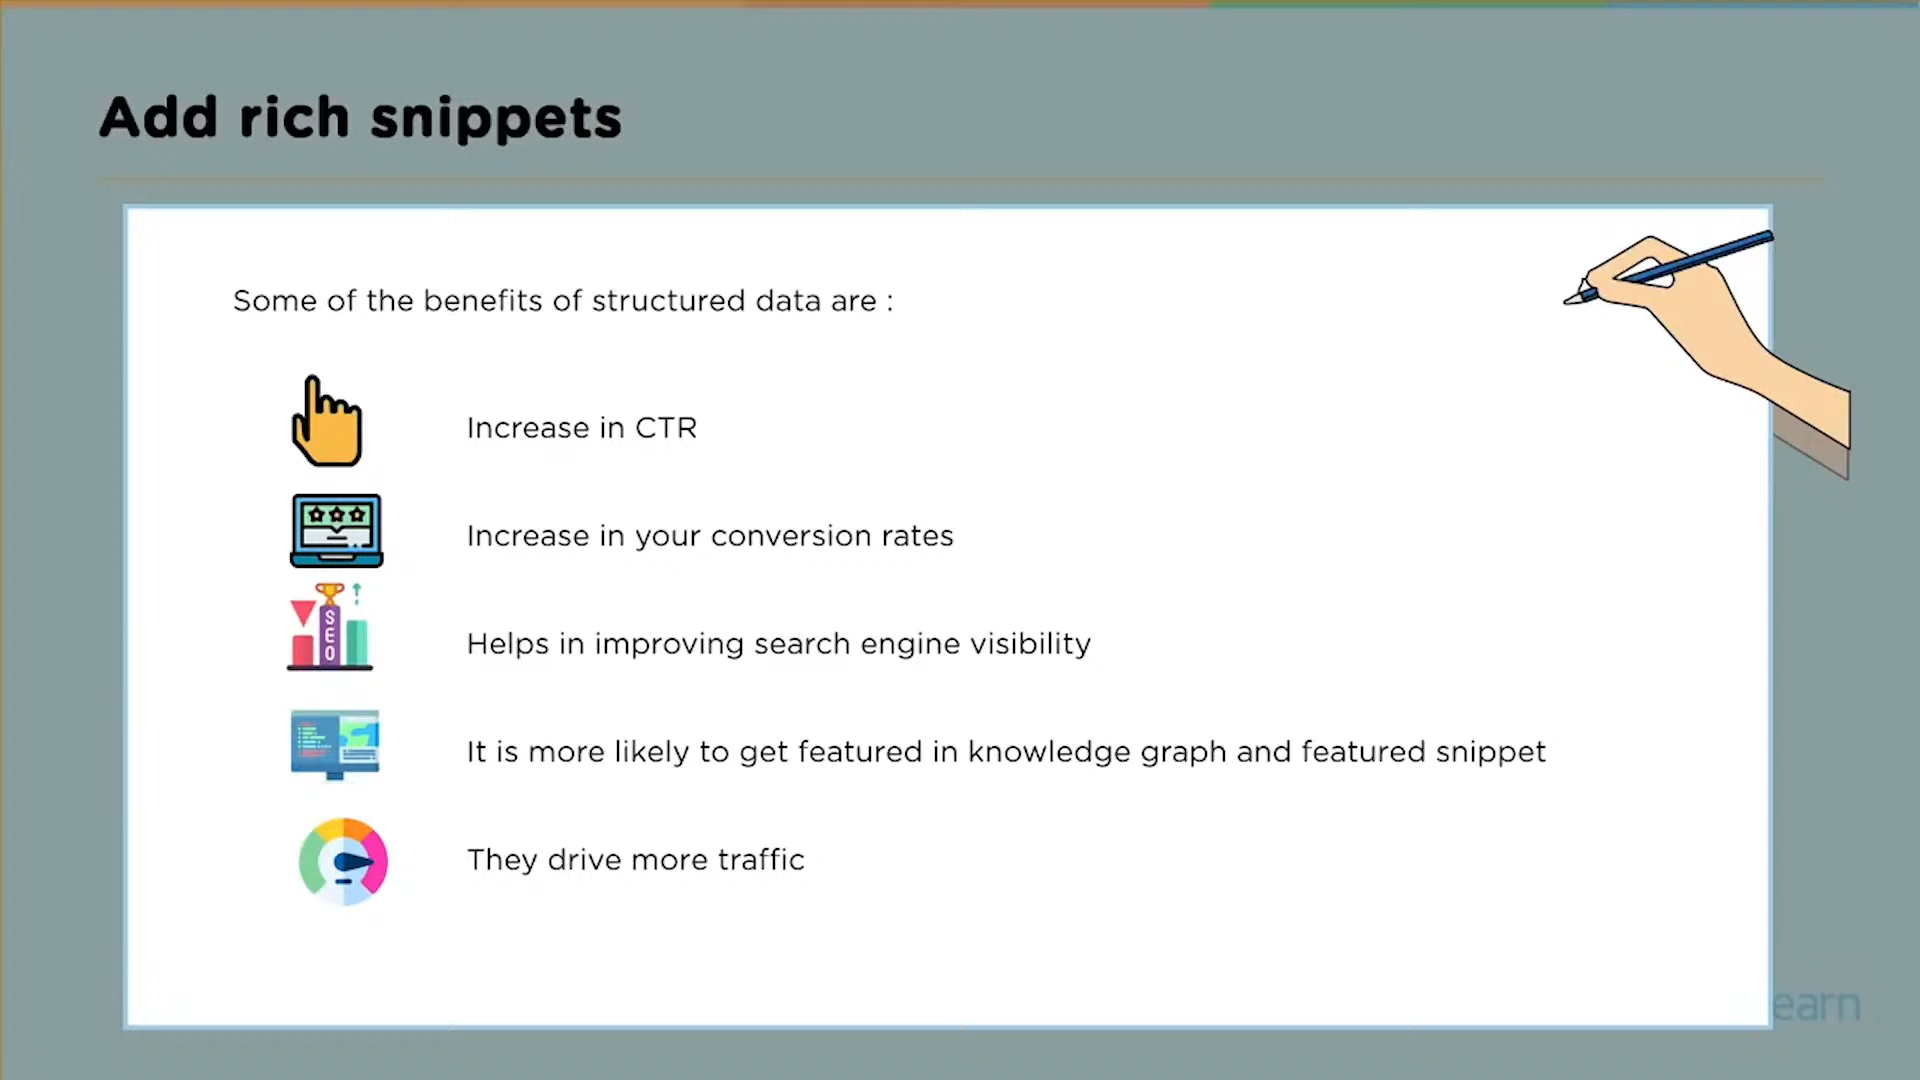 Add rich snippets
Some of the benefits of structured data are :
Increase in CTR
Increase in your conversion rates
SEO
Helps in improving search engine visibility
It is more likely to get featured in knowledge graph and featured snippet
They drive more traffic
earn